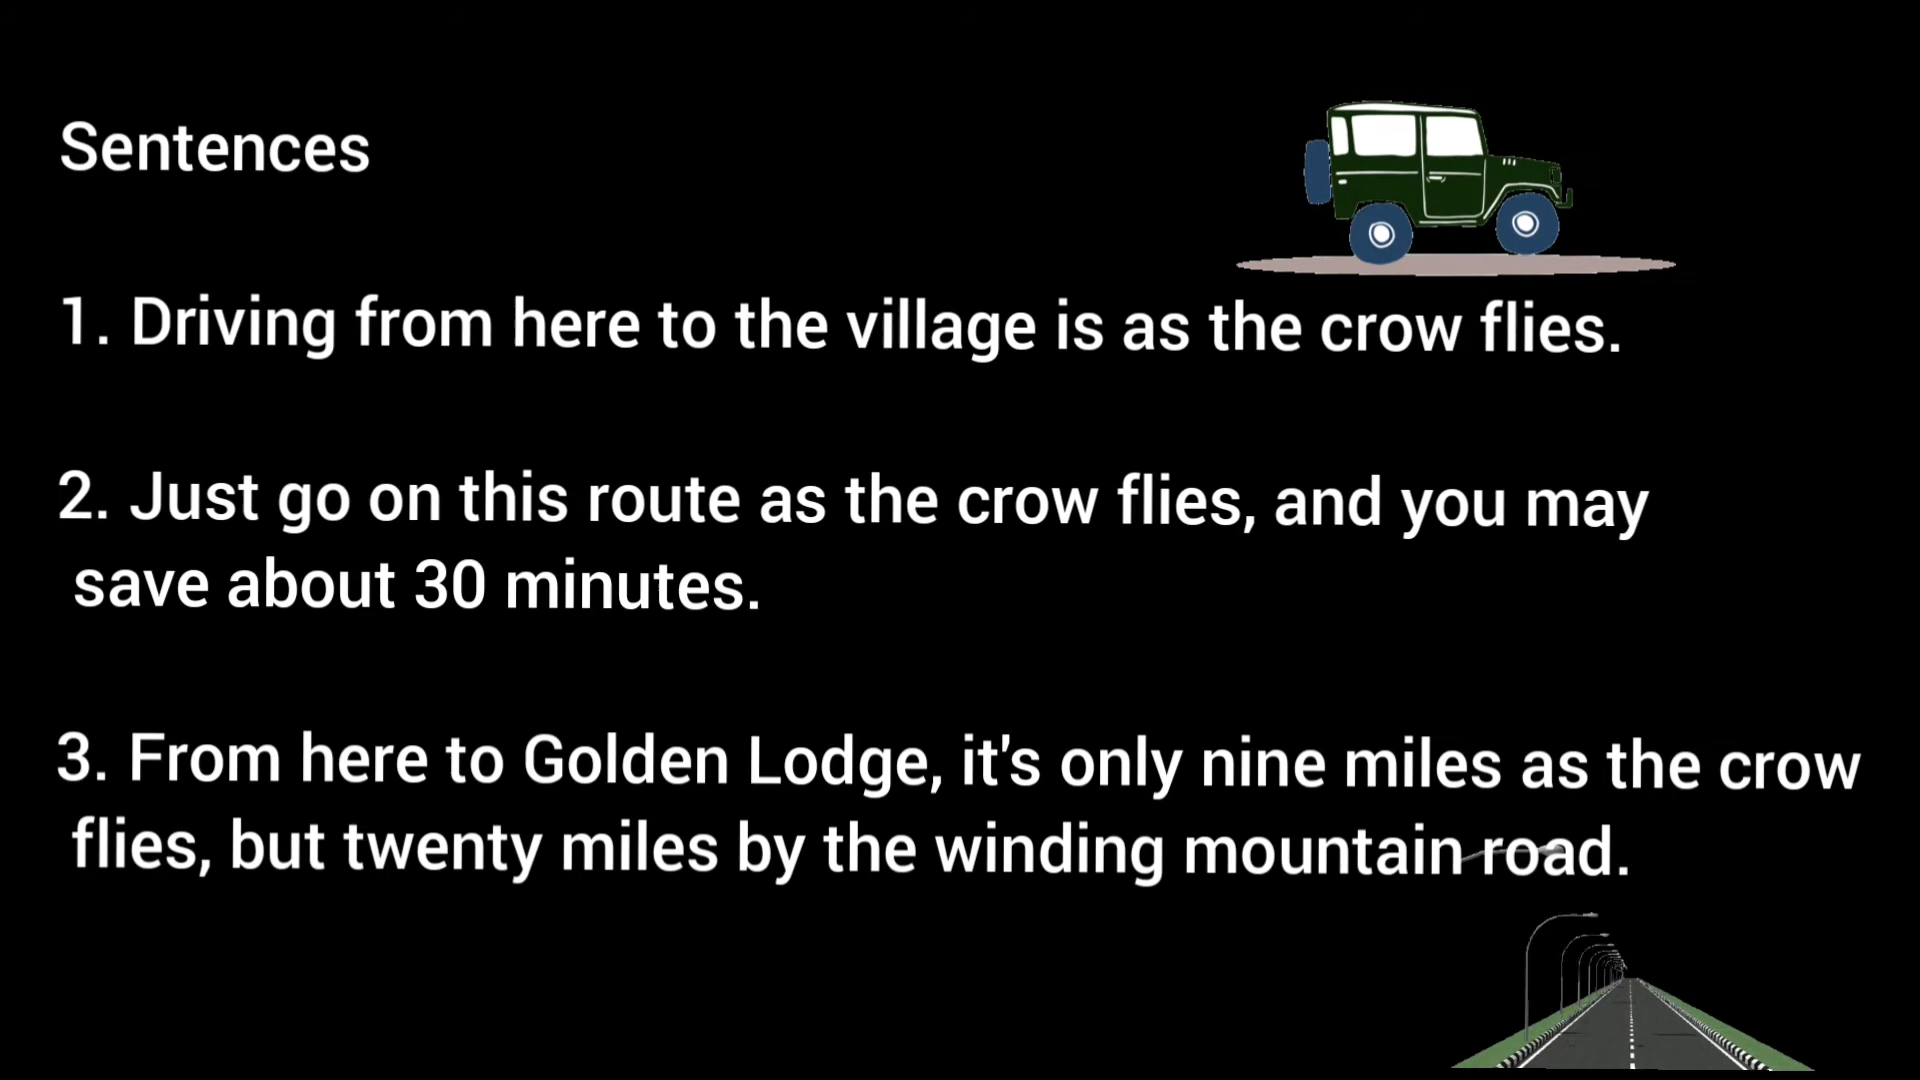 Sentences
1. Driving from here to the village is as the crow flies.
2. Just go on this route as the crow flies, and you may
save about 30 minutes.
3. From here to Golden Lodge, it's only nine miles as the crow
flies, but twenty miles by the winding mountain road.